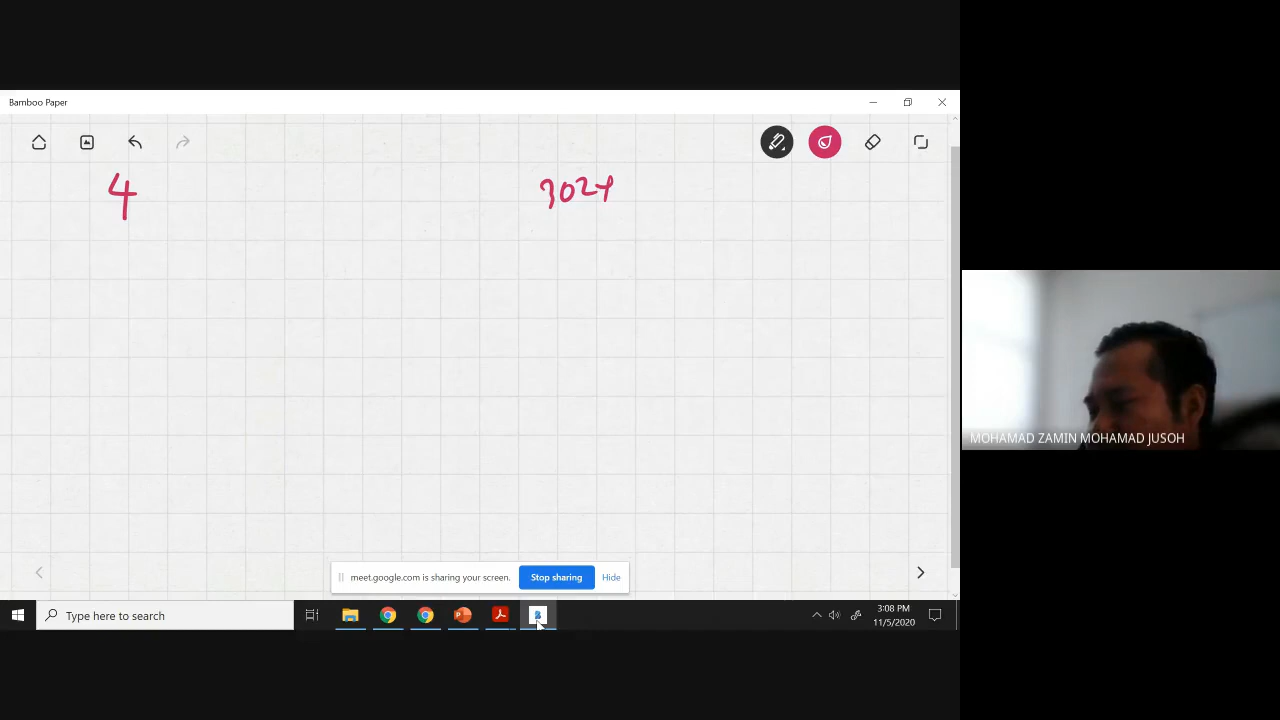 Bamboo Paper
4
3024
MOHAMAD ZAMIN MOHAMAD JUSOH
meet.google.com is sharing your screen. Stop sharing Hide
Type here to search
3:08 PM
11/5/2020